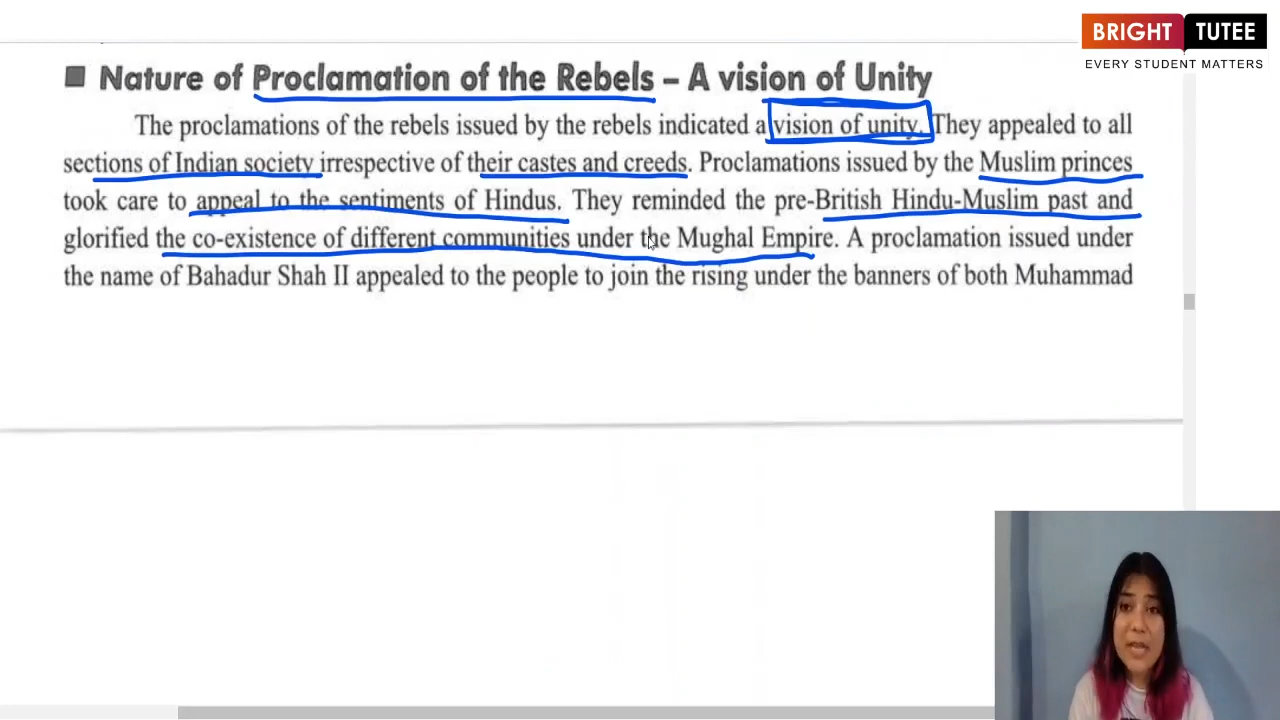 BRIGHT TUTEE
EVERY STUDENT MATTERS
Nature of Proclamation of the Rebels – A vision of Unity
The proclamations of the rebels issued by the rebels indicated a vision of unity. They appealed to all
sections of Indian society irrespective of their castes and creeds. Proclamations issued by the Muslim princes
took care to appeal to the sentiments of Hindus. They reminded the pre-British Hindu-Muslim past and
glorified the co-existence of different communities under the Mughal Empire. A proclamation issued under
the name of Bahadur Shah II appealed to the people to join the rising under the banners of both Muhammad